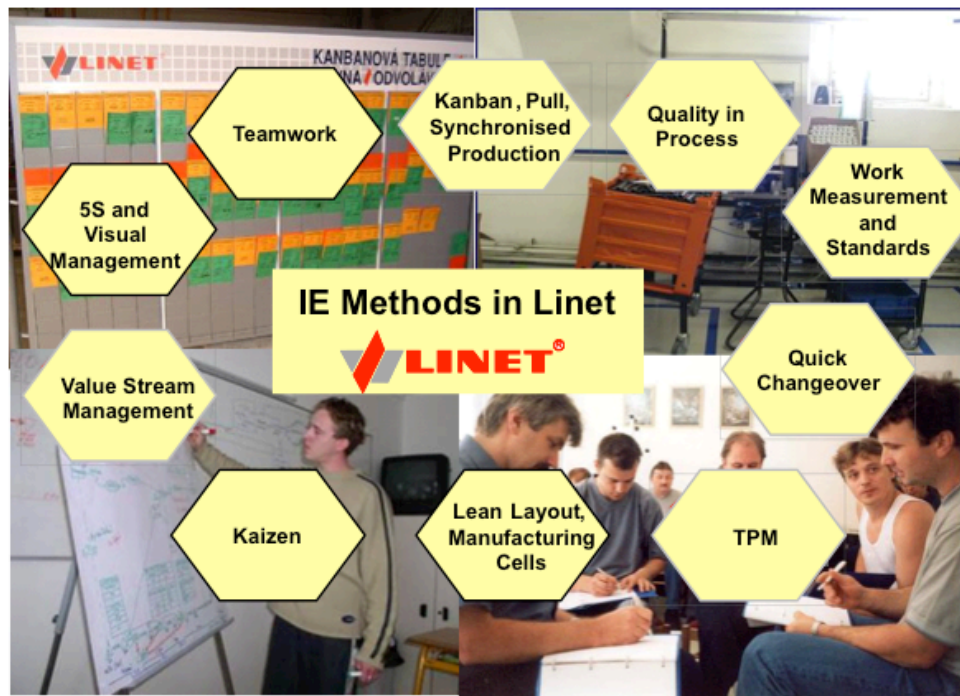 LINET
KANBANOVÁ TABULE
ODVOLÁV
Teamwork
Kanban, Pull,
Synchronised
Production
Quality in
Process
5S and
Visual
Management
Work
Measurement
and
Standards
IE Methods in Linet
LINET®
Value Stream
Management
Quick
Changeover
Kaizen
Lean Layout,
Manufacturing
Cells
TPM